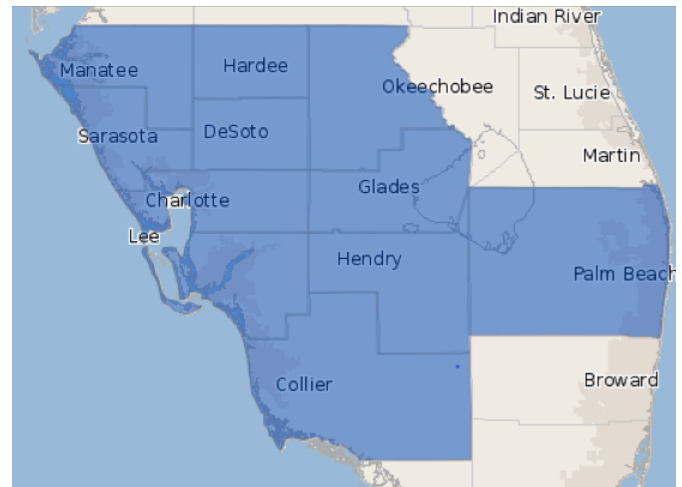 Indian River
Manatee
Hardee
Okeechobee
St. Lucie
Sarasota
DeSoto
Martin
Charlotte
Glades
Lee
Hendry
Palm Beach
Collier
Broward